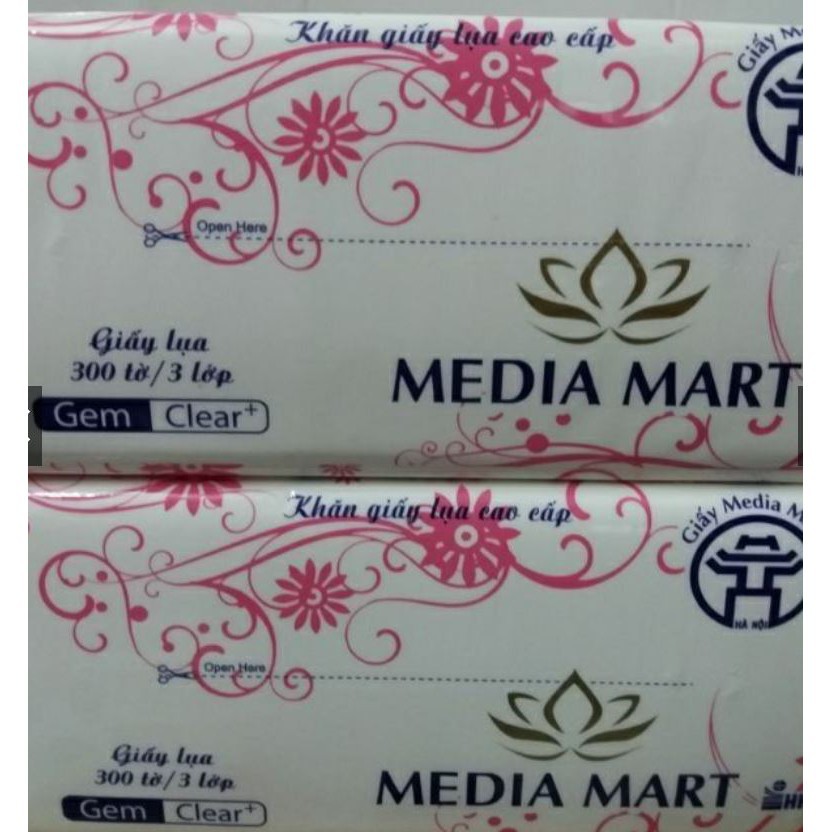 Khăn giấy lụa cao cấp
Giấy M
Open Here
Giấy lụa
300 tờ/3 lớp
MEDIA MART
Gem Clear+
Khăn giấy lụa cao cấp
Giấy Media M
HÀ NỘI
Open Here
Giấy lụa
300 tờ/3 lớp
MEDIA MART
Gem Clear+